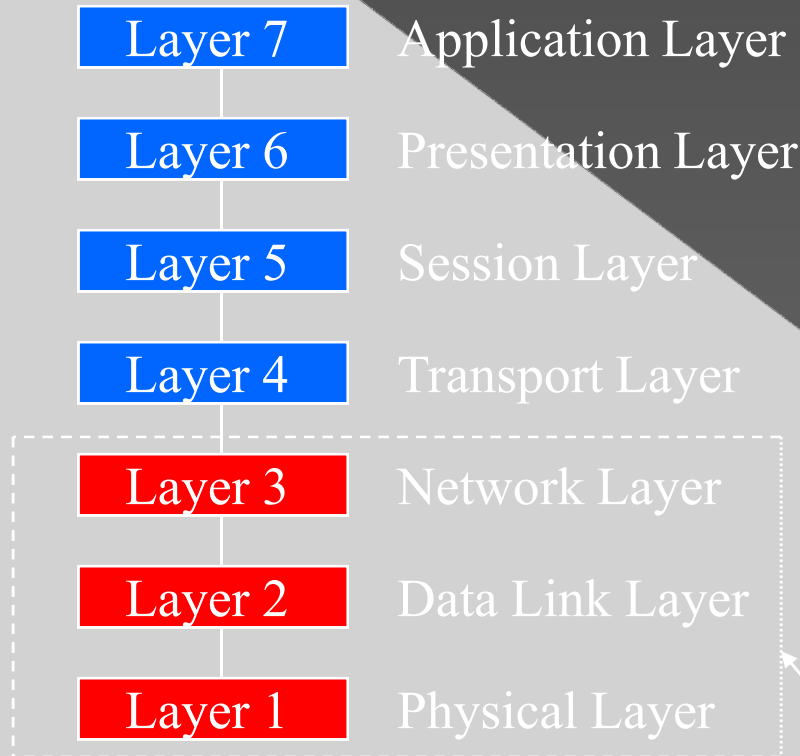 Layer 7 Application Layer
Layer 6 Presentation Layer
Layer 5 Session Layer
Layer 4 Transport Layer
Layer 3 Network Layer
Layer 2 Data Link Layer
Layer 1 Physical Layer